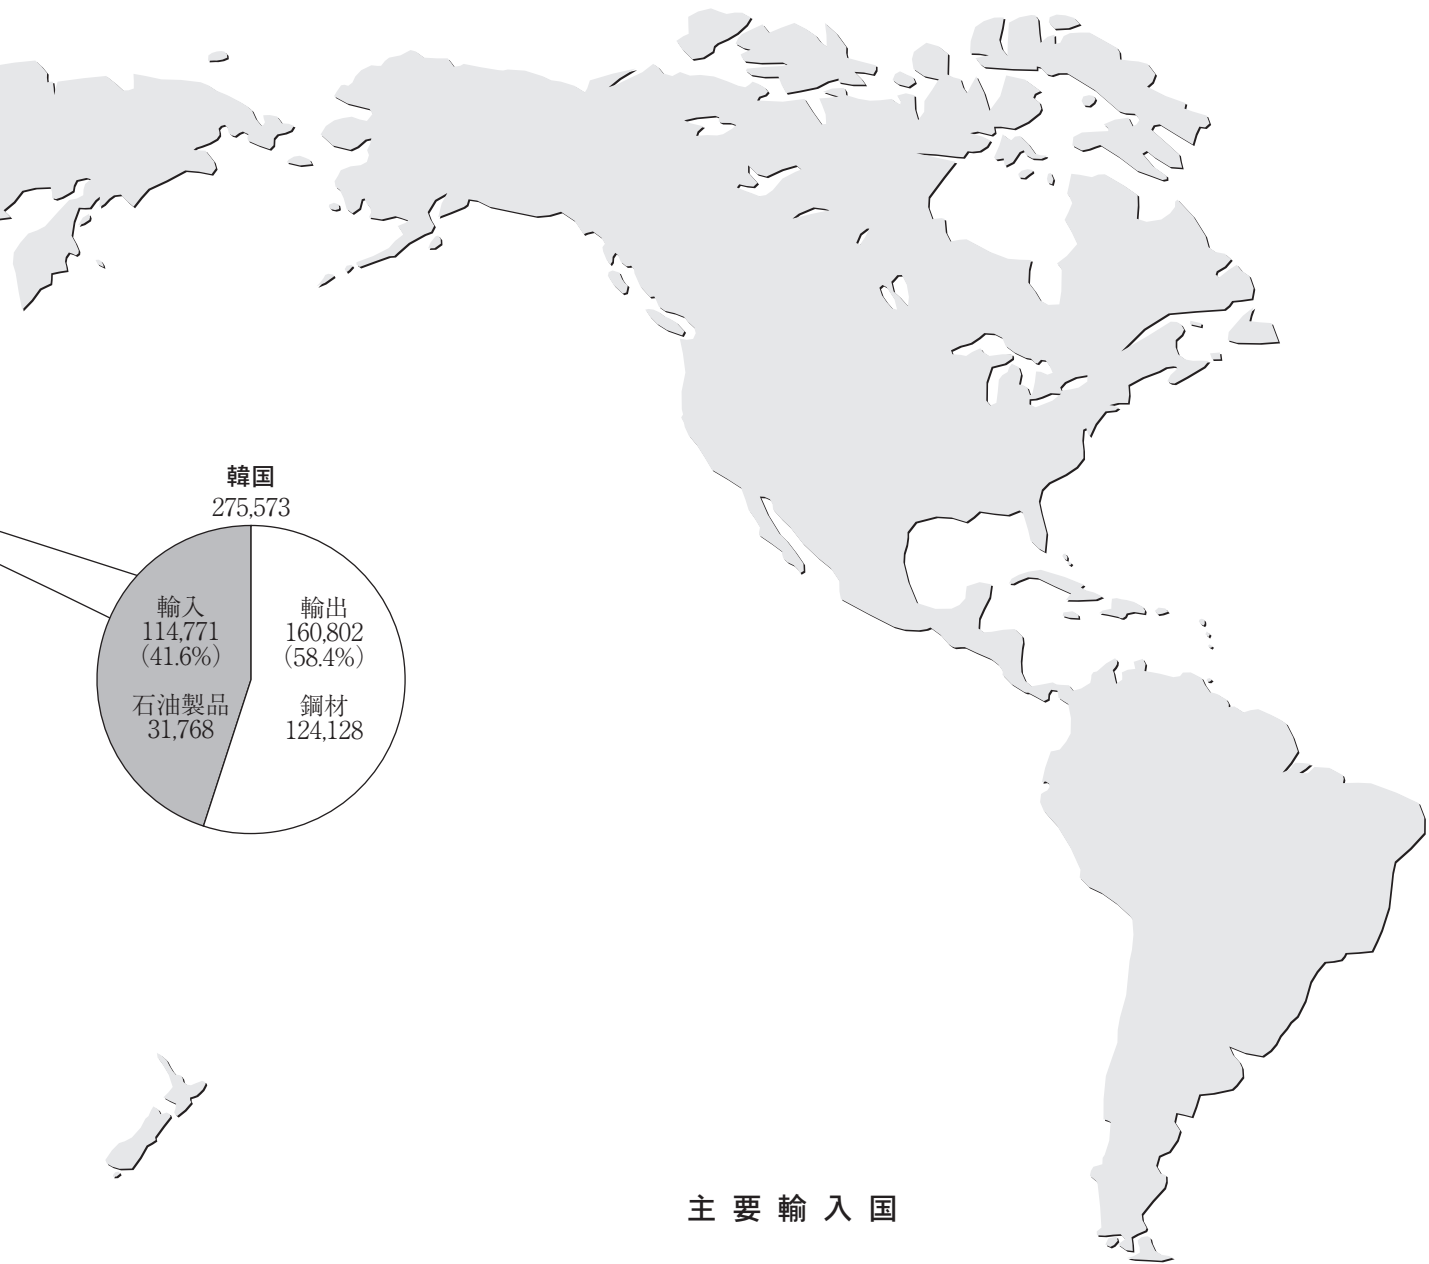 韓国
275,573
輸入
114,771
（41.6%）
石油製品
31,768
輸出
160,802
（58.4%）
鋼材
124,128
主要輸入国